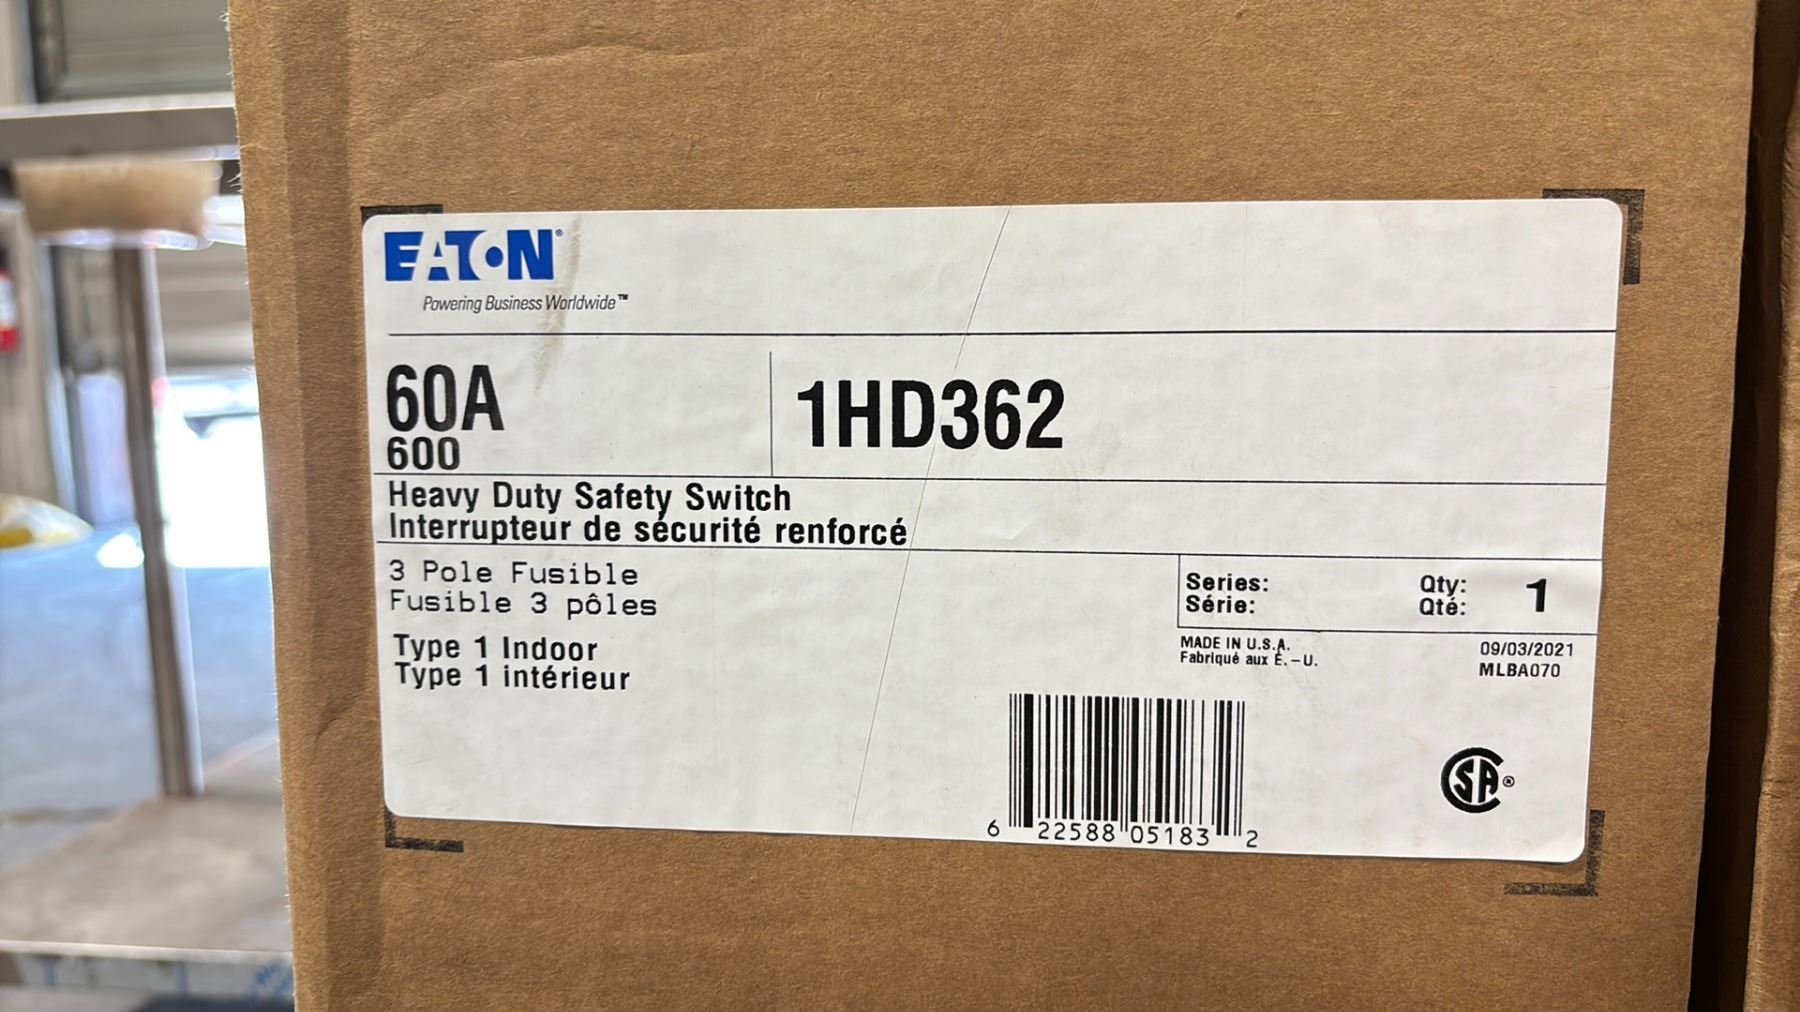 EATON®
Powering Business Worldwide™
60A
600
1HD362
Heavy Duty Safety Switch
Interrupteur de sécurité renforcé
3 Pole Fusible
Fusible 3 pôles
Type 1 Indoor
Type 1 intérieur
Series:
Série:
Qty:
Qté:
1
MADE IN U.S.A.
Fabriqué aux É.-U.
09/03/2021
MLBA070
6 22588 05183 2
CSA®